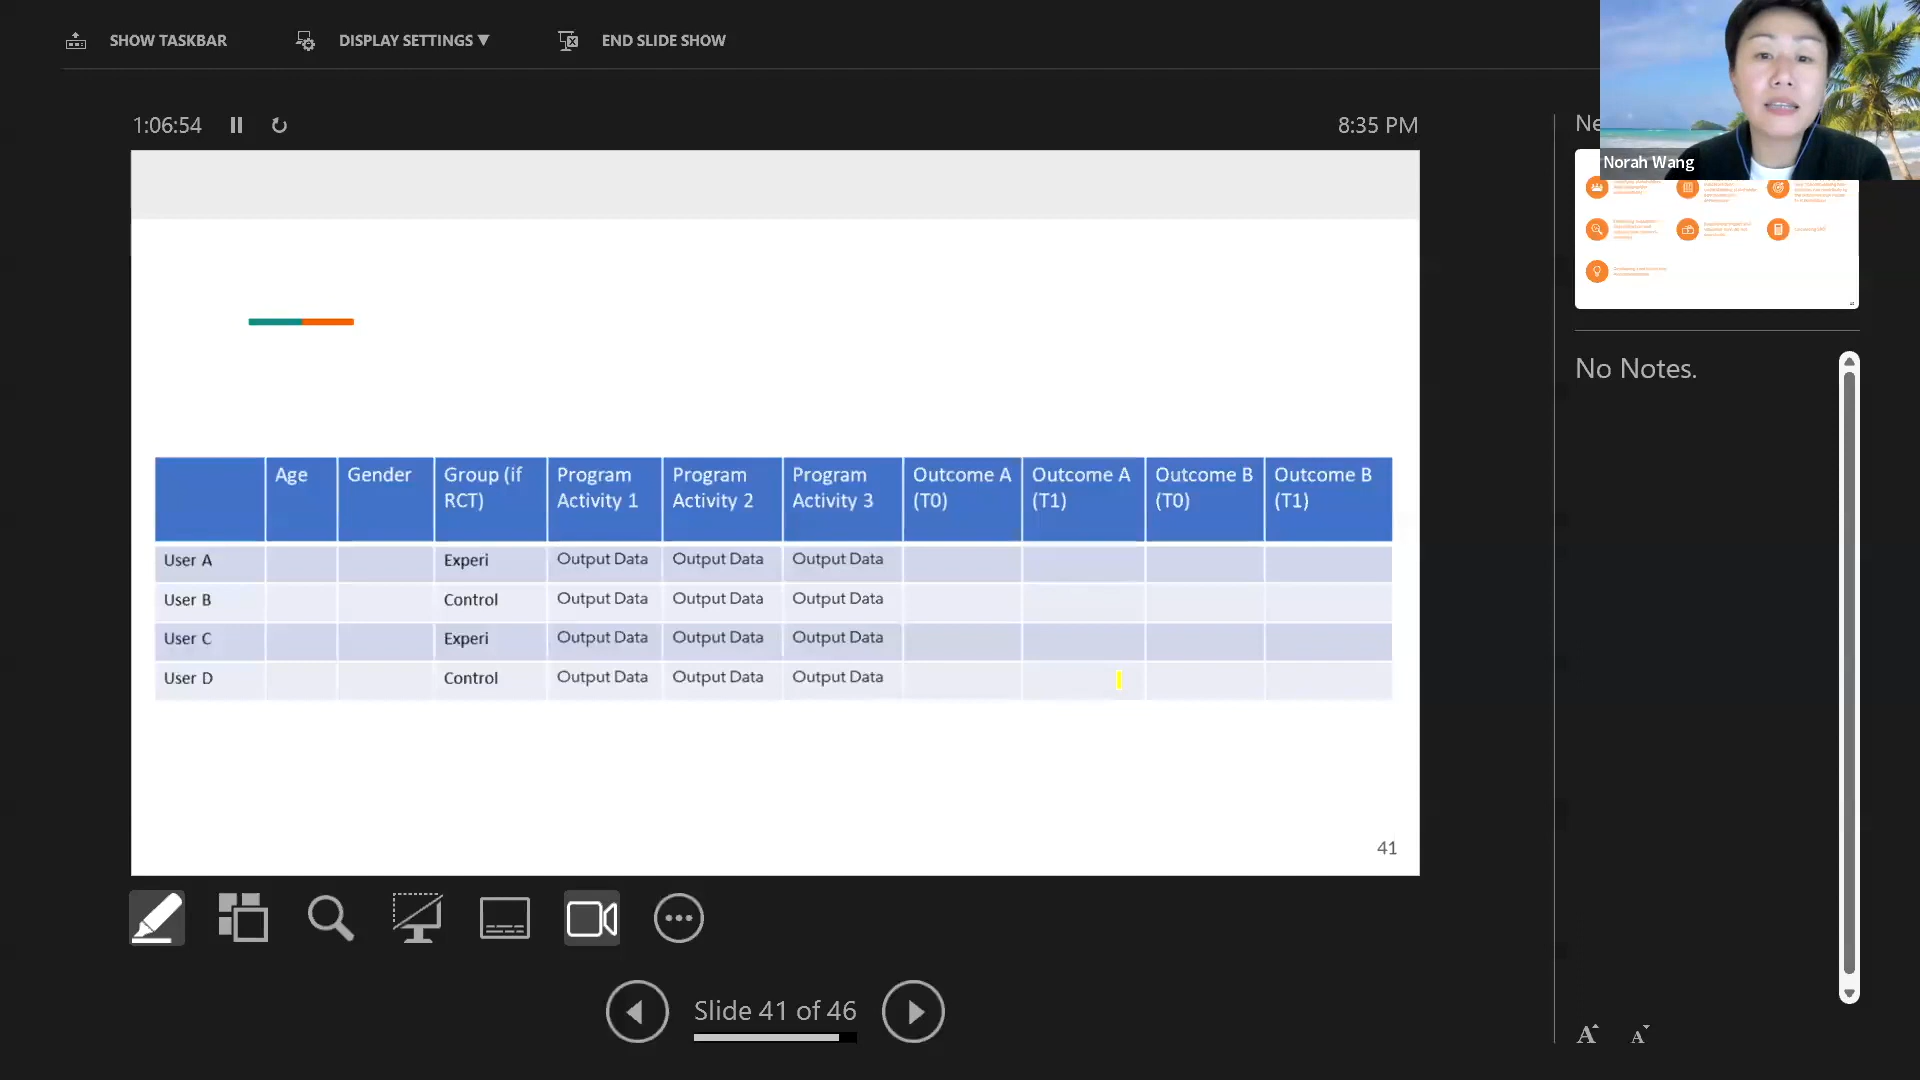 SHOW TASKBAR
DISPLAY SETTINGS ▼
END SLIDE SHOW
1:06:54
8:35 PM
Ne
Norah Wang
Age Gender Group (if RCT) Program Activity 1 Program Activity 2 Program Activity 3 Outcome A (T0) Outcome A (T1) Outcome B (T0) Outcome B (T1)
User A Experi Output Data Output Data Output Data
User B Control Output Data Output Data Output Data
User C Experi Output Data Output Data Output Data
User D Control Output Data Output Data Output Data
41
No Notes.
Slide 41 of 46
A A